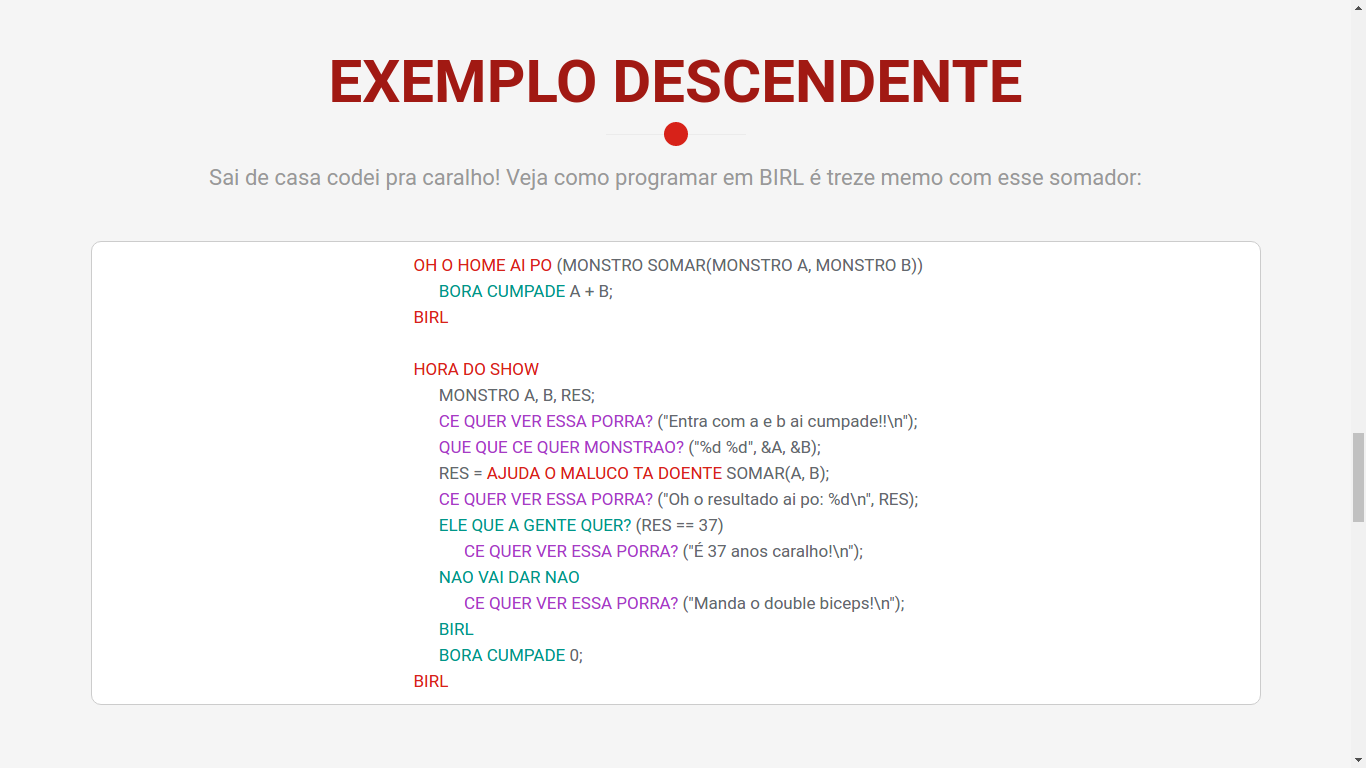 EXEMPLO DESCENDENTE
Sai de casa codei pra caralho! Veja como programar em BIRL é treze memo com esse somador:
OH O HOME AI PO (MONSTRO SOMAR(MONSTRO A, MONSTRO B))
BORA CUMPADE A + B;
BIRL
HORA DO SHOW
MONSTRO A, B, RES;
CE QUER VER ESSA PORRA? ("Entra com a e b ai cumpade!!\n");
QUE QUE CE QUER MONSTRAO? ("%d %d", &A, &B);
RES = AJUDA O MALUCO TA DOENTE SOMAR(A, B);
CE QUER VER ESSA PORRA? ("Oh o resultado ai po: %d\n", RES);
ELE QUE A GENTE QUER? (RES == 37)
CE QUER VER ESSA PORRA? ("É 37 anos caralho!\n");
NAO VAI DAR NAO
CE QUER VER ESSA PORRA? ("Manda o double biceps!\n");
BIRL
BORA CUMPADE 0;
BIRL